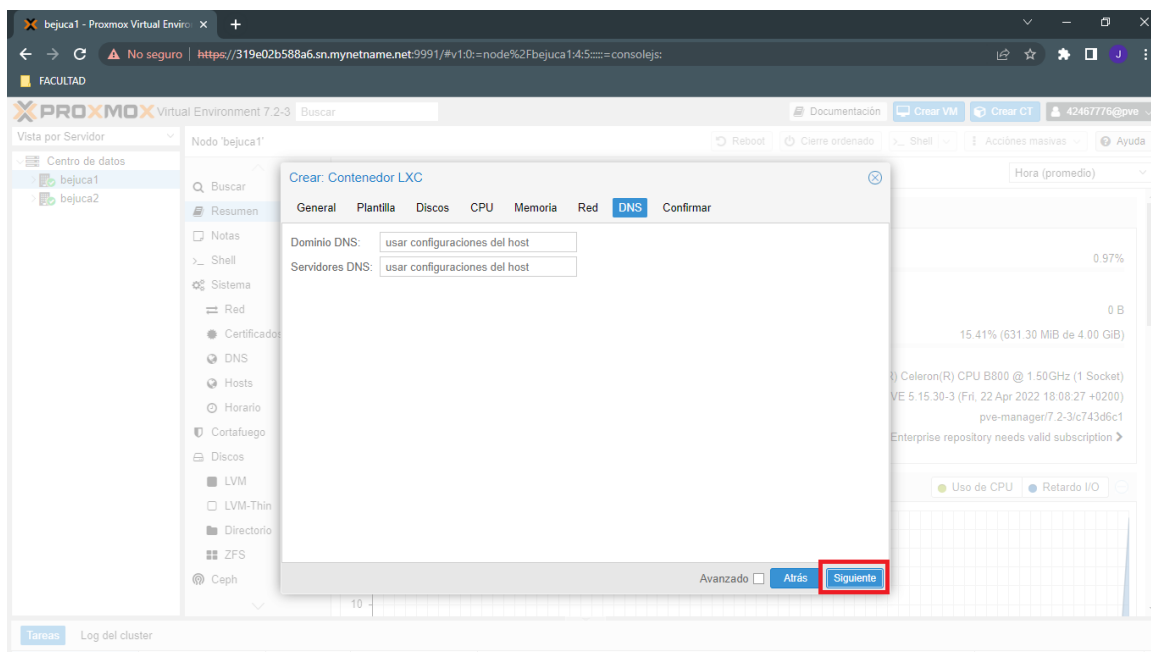 bejuca1 - Proxmox Virtual Enviro
No seguro | https://319e02b588a6.sn.mynetname.net:9991/#v1:0:=node%2Fbejuca1:4:5:::::=consolejs:
J
FACULTAD
PROXMOX Virtual Environment 7.2-3 Buscar Documentación Crear VM Crear CT 42467776@pve
Vista por Servidor Nodo 'bejuca1' Reboot Cierre ordenado >_ Shell Acciones masivas Ayuda
Centro de datos
bejuca1
bejuca2
Buscar
Resumen
Notas
>_ Shell
Sistema
Red
Certificados
DNS
Hosts
Horario
Cortafuego
Discos
LVM
LVM-Thin
Directorio
ZFS
Ceph
Crear: Contenedor LXC
General Plantilla Discos CPU Memoria Red DNS Confirmar
Dominio DNS: usar configuraciones del host
Servidores DNS: usar configuraciones del host
Avanzado Atrás Siguiente
Hora (promedio)
0.97%
0 B
15.41% (631.30 MiB de 4.00 GiB)
Celeron(R) CPU B800 @ 1.50GHz (1 Socket)
VE 5.15.30-3 (Fri, 22 Apr 2022 18:08:27 +0200)
pve-manager/7.2-3/c743d6c1
Enterprise repository needs valid subscription
Uso de CPU Retardo I/O
10
Tareas Log del cluster